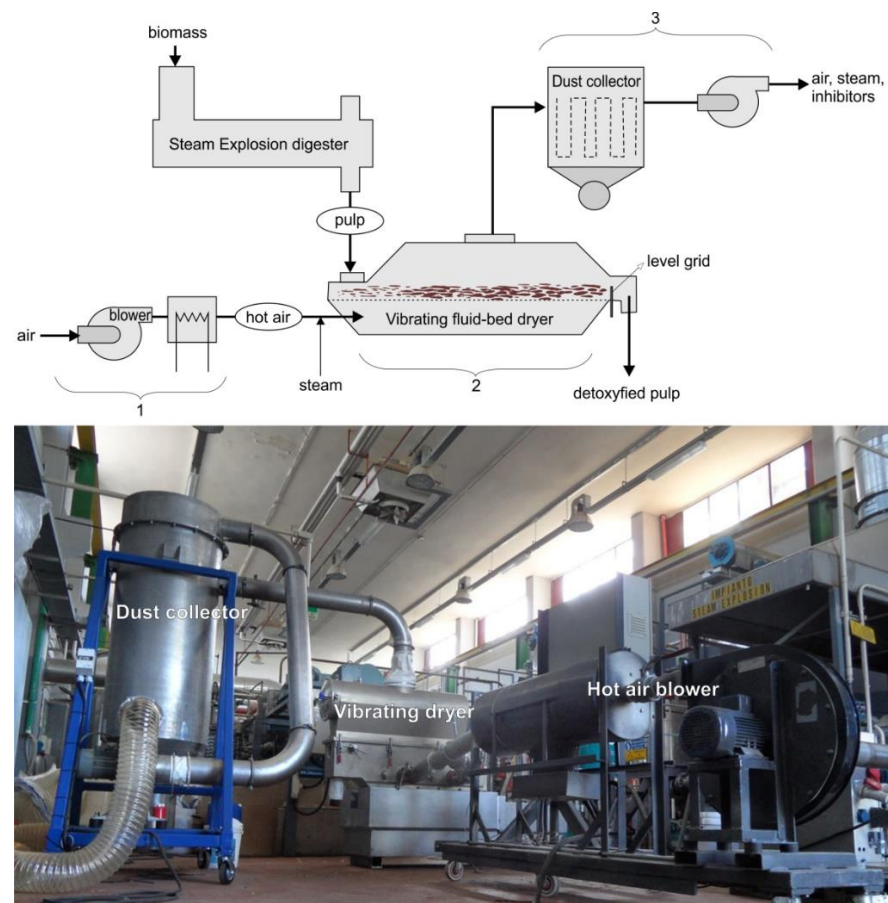 3
biomass
Dust collector
air, steam,
inhibitors
Steam Explosion digester
pulp
level grid
blower
hot air
Vibrating fluid-bed dryer
air
steam
detoxyfied pulp
1
2
IMPIANTO
STEAM EXPLOSION
Dust collector
Hot air blower
Vibrating dryer